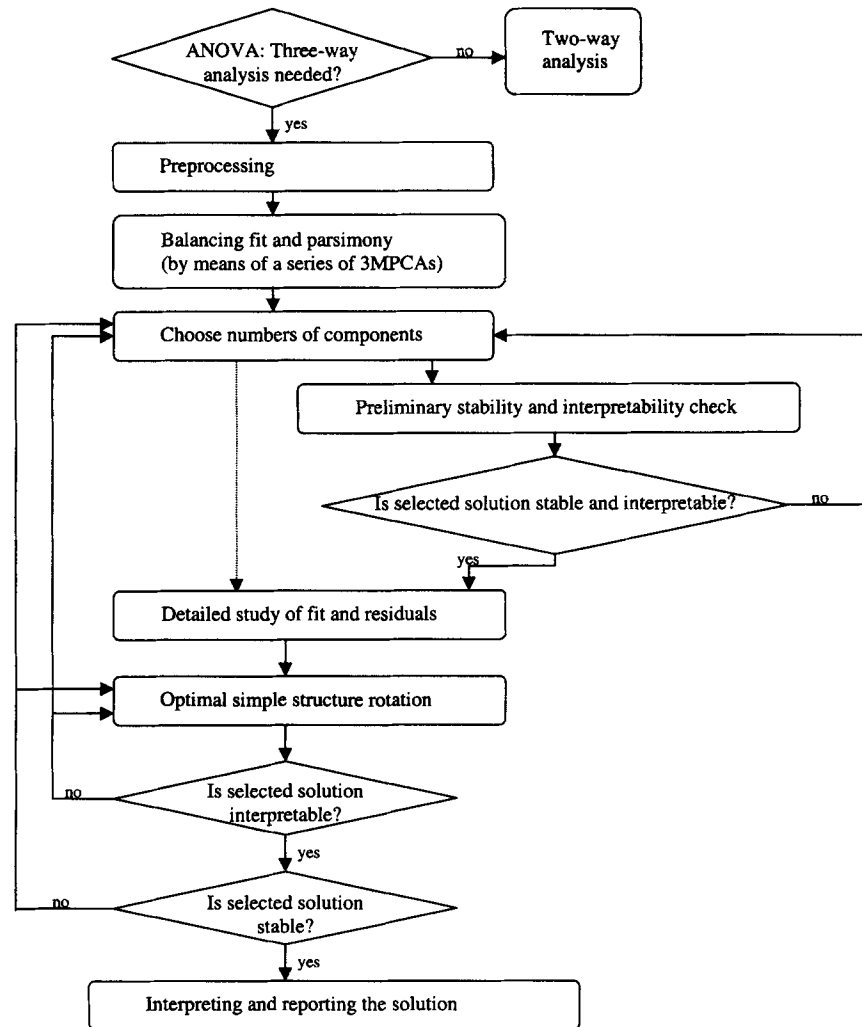 ANOVA: Three-way
analysis needed?
no
Two-way
analysis
yes
Preprocessing
Balancing fit and parsimony
(by means of a series of 3MPCAs)
Choose numbers of components
Preliminary stability and interpretability check
Is selected solution stable and interpretable?
no
yes
Detailed study of fit and residuals
Optimal simple structure rotation
Is selected solution
interpretable?
no
yes
Is selected solution
stable?
no
yes
Interpreting and reporting the solution